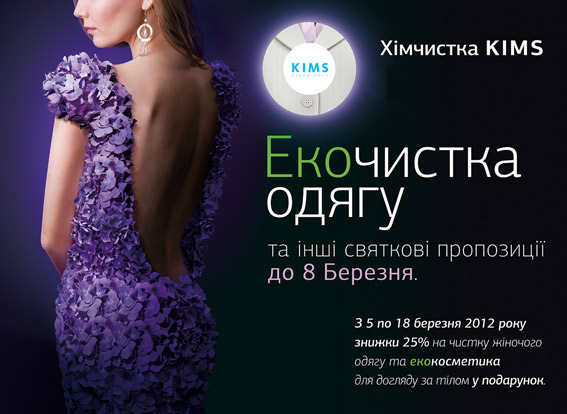 Хімчистка KIMS
KIMS
Екочистка
одягу
та інші святкові пропозиції
до 8 Березня.
З 5 по 18 березня 2012 року
знижки 25% на чистку жіночого
одягу та екокосметика
для догляду за тілом у подарунок.